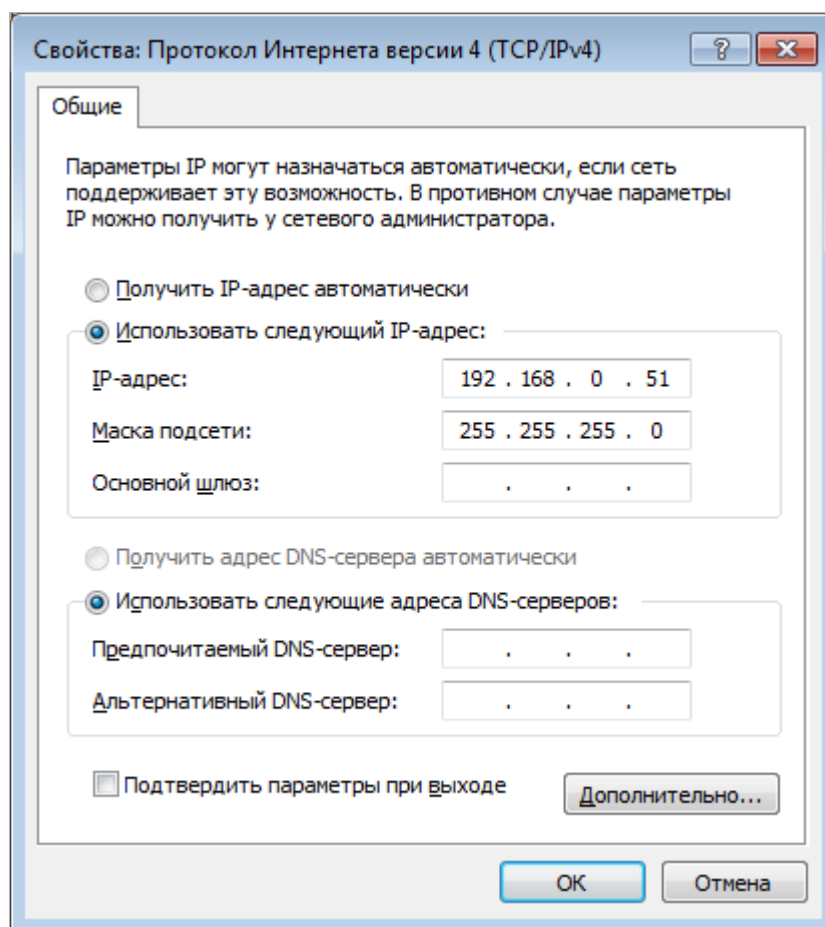 Свойства: Протокол Интернета версии 4 (TCP/IPv4)
?
Общие
Параметры IP могут назначаться автоматически, если сеть
поддерживает эту возможность. В противном случае параметры
IP можно получить у сетевого администратора.
Получить IP-адрес автоматически
Использовать следующий IP-адрес:
IP-адрес: 192 . 168 . 0 . 51
Маска подсети: 255 . 255 . 255 . 0
Основной шлюз: . . .
Получить адрес DNS-сервера автоматически
Использовать следующие адреса DNS-серверов:
Предпочитаемый DNS-сервер: . . .
Альтернативный DNS-сервер: . . .
Подтвердить параметры при выходе
Дополнительно...
ОК Отмена